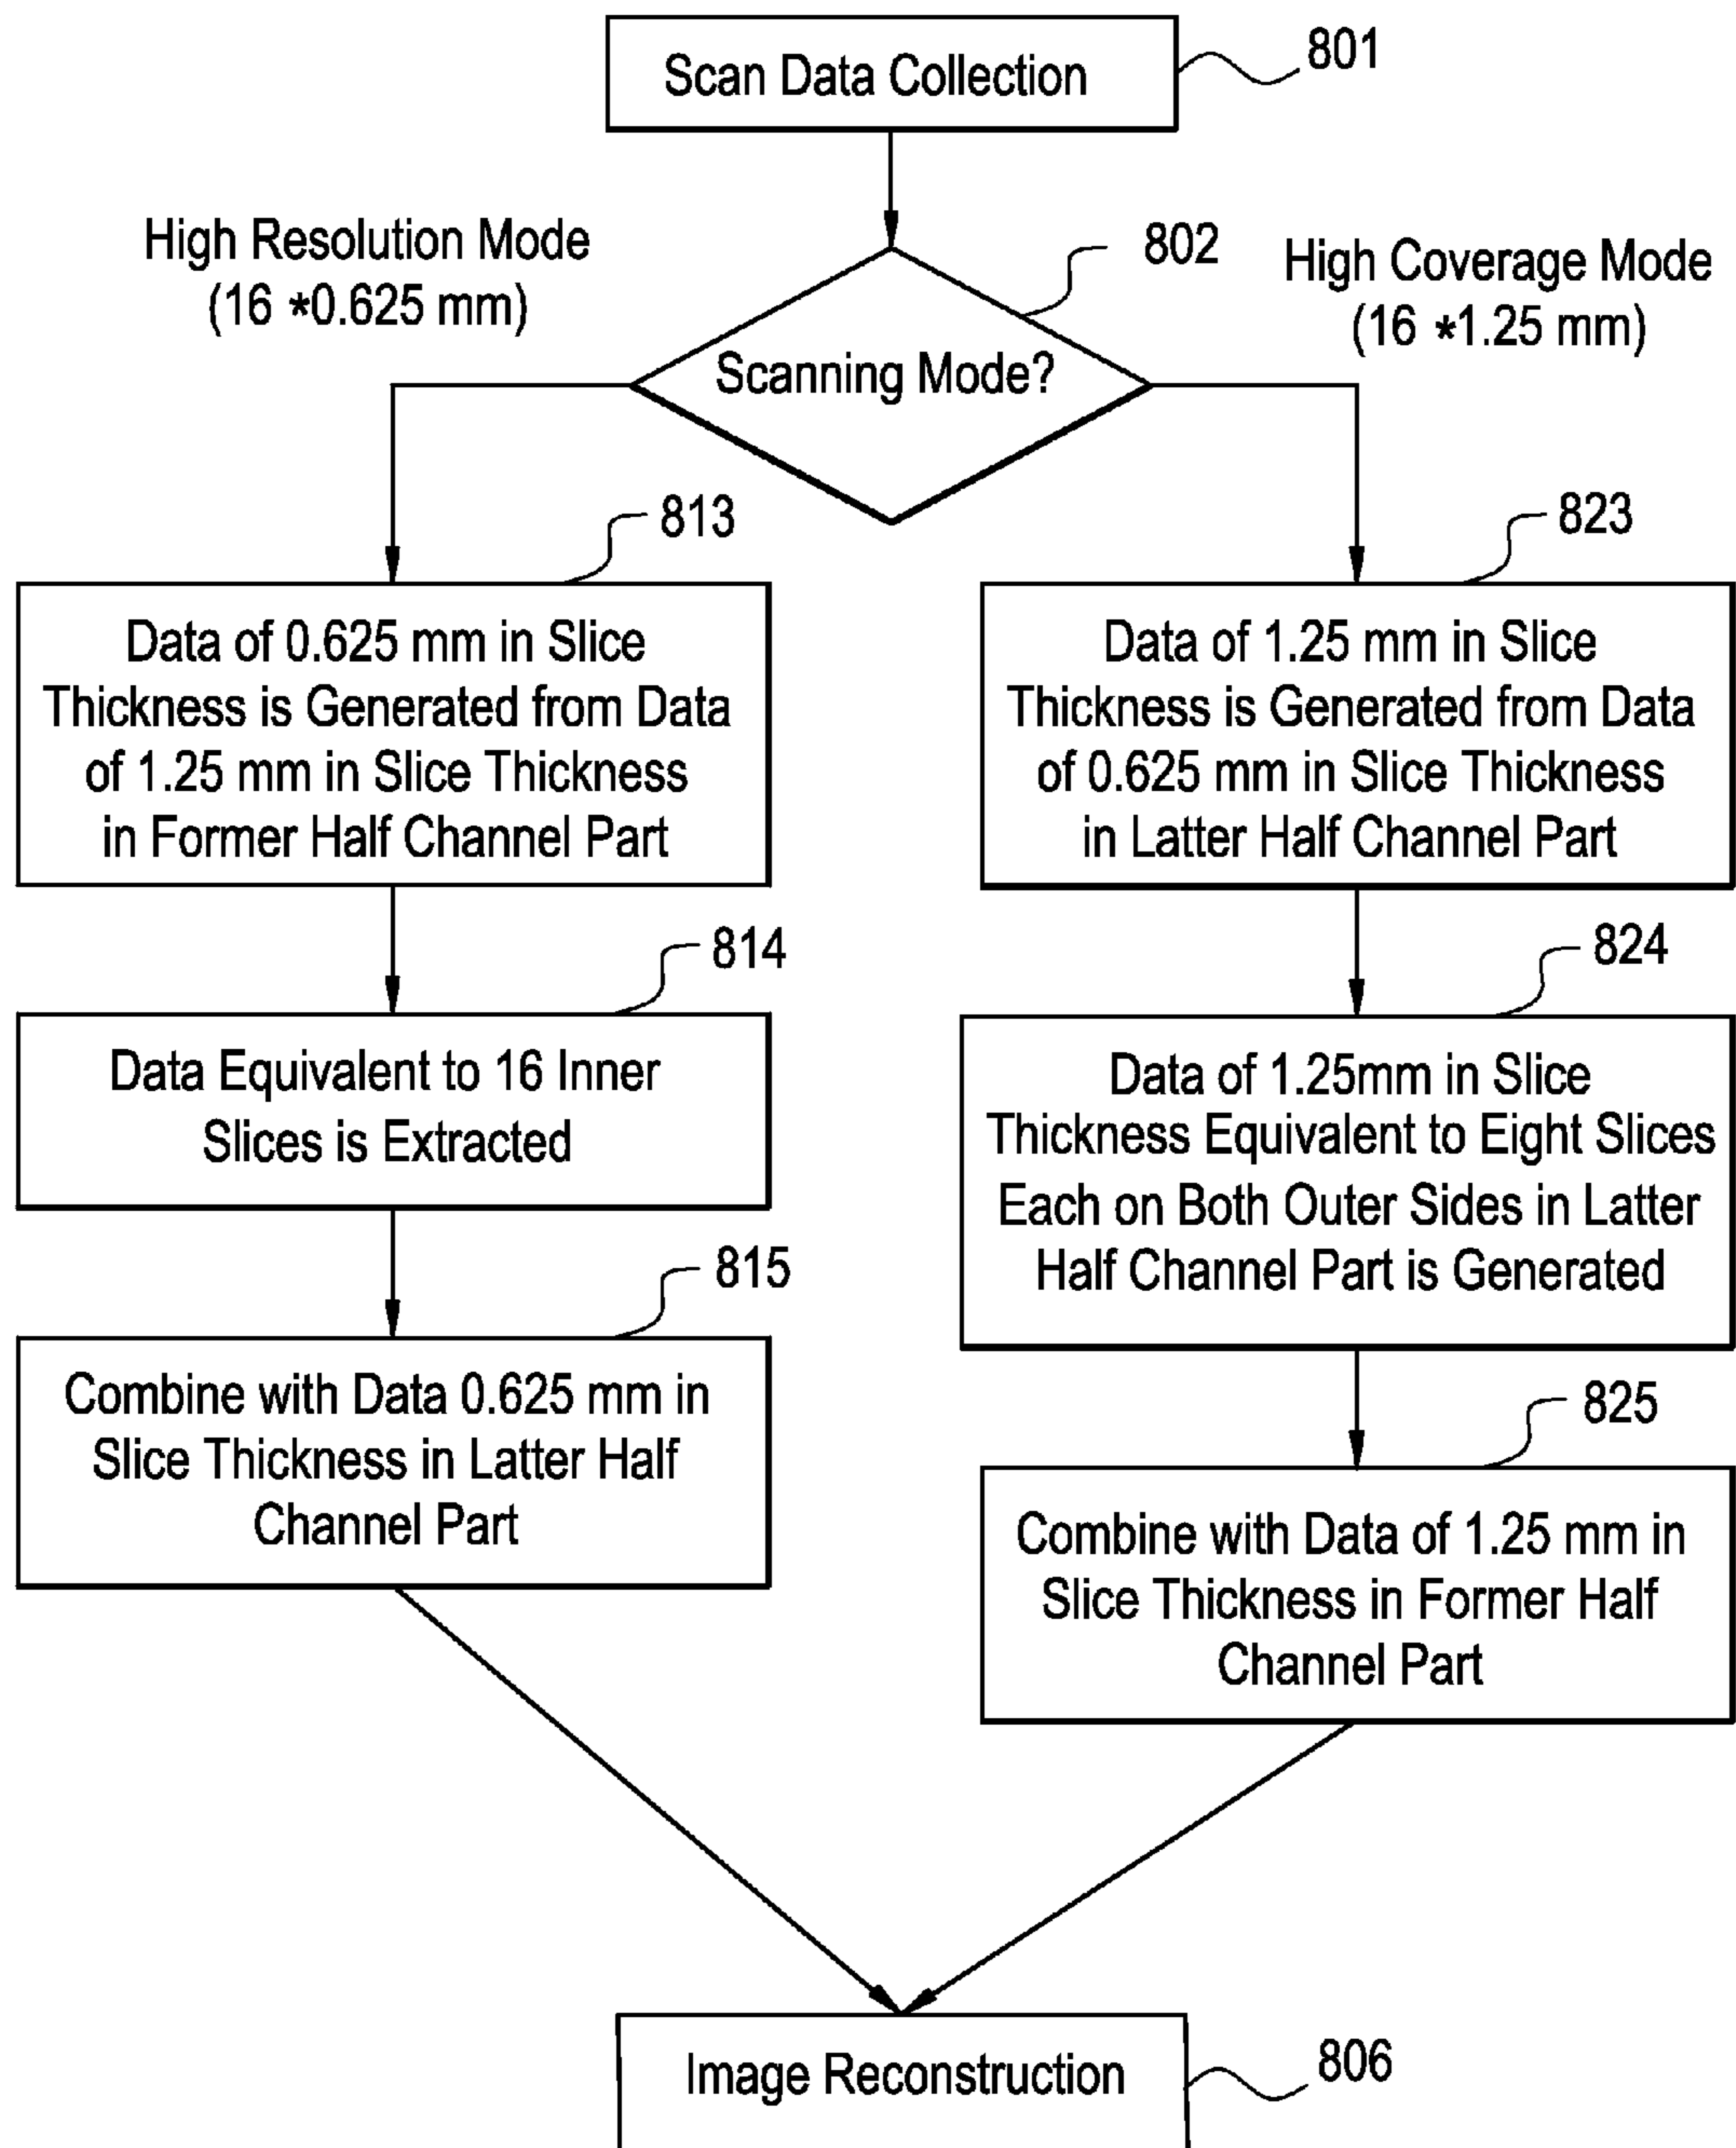 Scan Data Collection
801
High Resolution Mode
(16 *0.625 mm)
802
High Coverage Mode
(16 *1.25 mm)
Scanning Mode?
813
Data of 0.625 mm in Slice
Thickness is Generated from Data
of 1.25 mm in Slice Thickness
in Former Half Channel Part
814
Data Equivalent to 16 Inner
Slices is Extracted
815
Combine with Data 0.625 mm in
Slice Thickness in Latter Half
Channel Part
823
Data of 1.25 mm in Slice
Thickness is Generated from Data
of 0.625 mm in Slice Thickness
in Latter Half Channel Part
824
Data of 1.25mm in Slice
Thickness Equivalent to Eight Slices
Each on Both Outer Sides in Latter
Half Channel Part is Generated
825
Combine with Data of 1.25 mm in
Slice Thickness in Former Half
Channel Part
Image Reconstruction
806